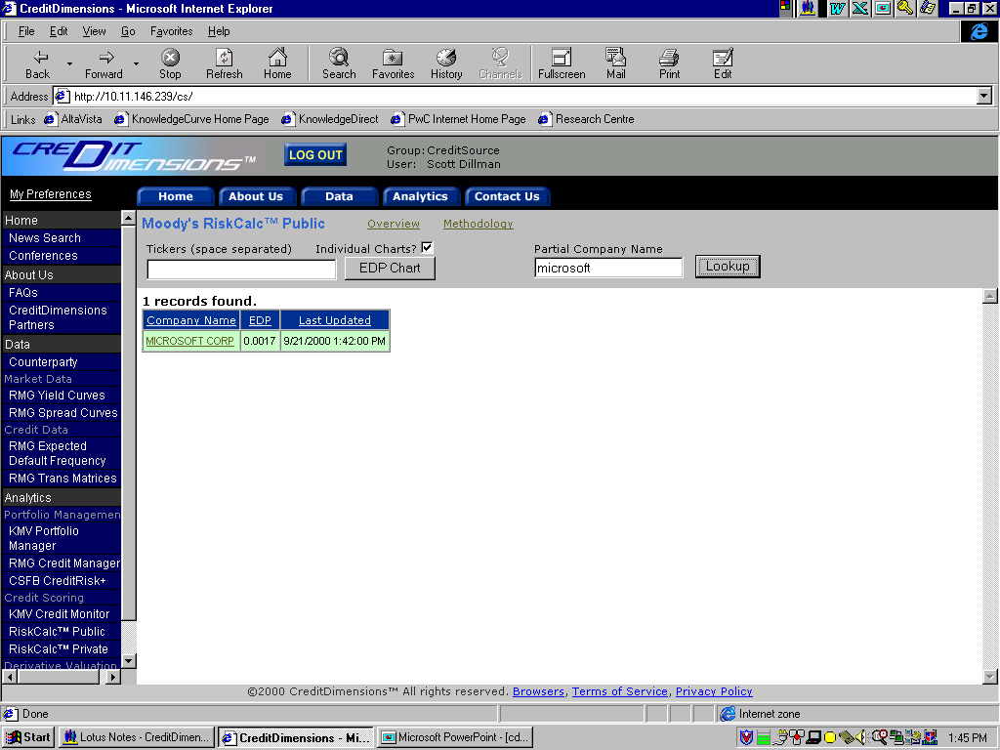 CreditDimensions - Microsoft Internet Explorer
File Edit View Go Favorites Help
Back Forward Stop Refresh Home Search Favorites History Channels Fullscreen Mail Print Edit
Address http://10.11.146.239/cs/
Links AltaVista KnowledgeCurve Home Page KnowledgeDirect PwC Internet Home Page Research Centre
CREDIT DIMENSIONS™ LOG OUT
Group: CreditSource
User: Scott Dillman
My Preferences Home About Us Data Analytics Contact Us
Home
News Search
Conferences
About Us
FAQs
CreditDimensions
Partners
Data
Counterparty
Market Data
RMG Yield Curves
RMG Spread Curves
Credit Data
RMG Expected
Default Frequency
RMG Trans Matrices
Analytics
Portfolio Managemen
KMV Portfolio
Manager
RMG Credit Manager
CSFB CreditRisk+
Credit Scoring
KMV Credit Monitor
RiskCalc™ Public
RiskCalc™ Private
Derivative Valuation
Moody's RiskCalc™ Public Overview Methodology
Tickers (space separated) Individual Charts? Partial Company Name
EDP Chart microsoft Lookup
1 records found.
Company Name EDP Last Updated
MICROSOFT CORP 0.0017 9/21/2000 1:42:00 PM
©2000 CreditDimensions™ All rights reserved. Browsers, Terms of Service, Privacy Policy
Done Internet zone
Start Lotus Notes - CreditDimen... CreditDimensions - Mi... Microsoft PowerPoint - [cd... 1:45 PM